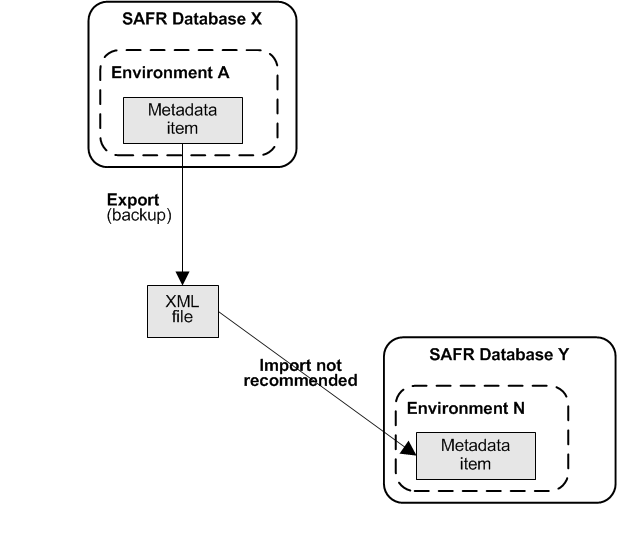 SAFR Database X
Environment A
Metadata
item
Export
(backup)
XML
file
Import not
recommended
SAFR Database Y
Environment N
Metadata
item